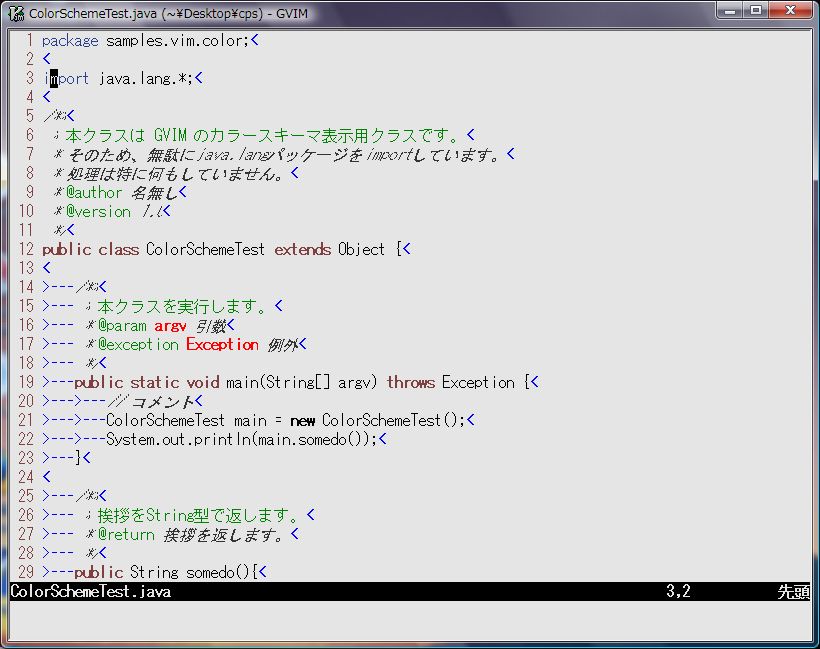 ColorSchemeTest.java (~¥Desktop¥cps) - GVIM
1 package samples.vim.color;<
2 <
3 import java.lang.*;<
4 <
5 /**<
6  * 本クラスは GVIM のカラースキーマ表示用クラスです。<
7  * そのため、無駄にjava.langパッケージをimportしています。<
8  * 処理は特に何もしていません。<
9  *@author 名無し<
10  *@version 1.1<
11  */<
12 public class ColorSchemeTest extends Object {<
13 <
14 >---/**<
15 >--- * 本クラスを実行します。<
16 >--- *@param argv 引数<
17 >--- *@exception Exception 例外<
18 >--- */<
19 >---public static void main(String[] argv) throws Exception {<
20 >--->---// コメント<
21 >--->---ColorSchemeTest main = new ColorSchemeTest();<
22 >--->---System.out.println(main.somedo());<
23 >---}<
24 <
25 >---/**<
26 >--- * 挨拶をString型で返します。<
27 >--- *@return 挨拶を返します。<
28 >--- */<
29 >---public String somedo(){<
ColorSchemeTest.java 3,2 先頭